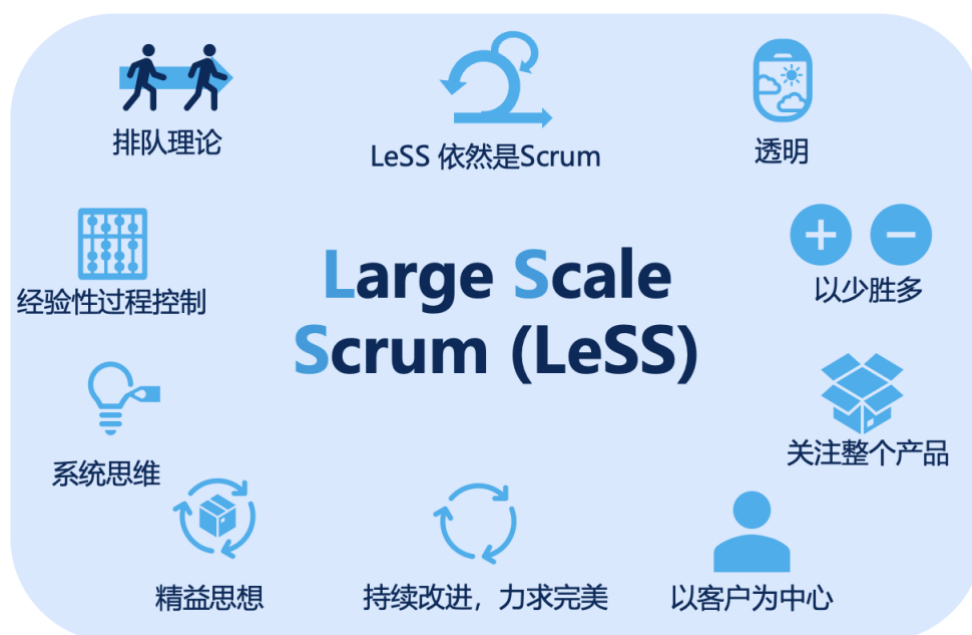 排队理论
LeSS 依然是Scrum
透明
经验性过程控制
Large Scale
Scrum (LeSS)
以少胜多
系统思维
关注整个产品
精益思想
持续改进，力求完美
以客户为中心